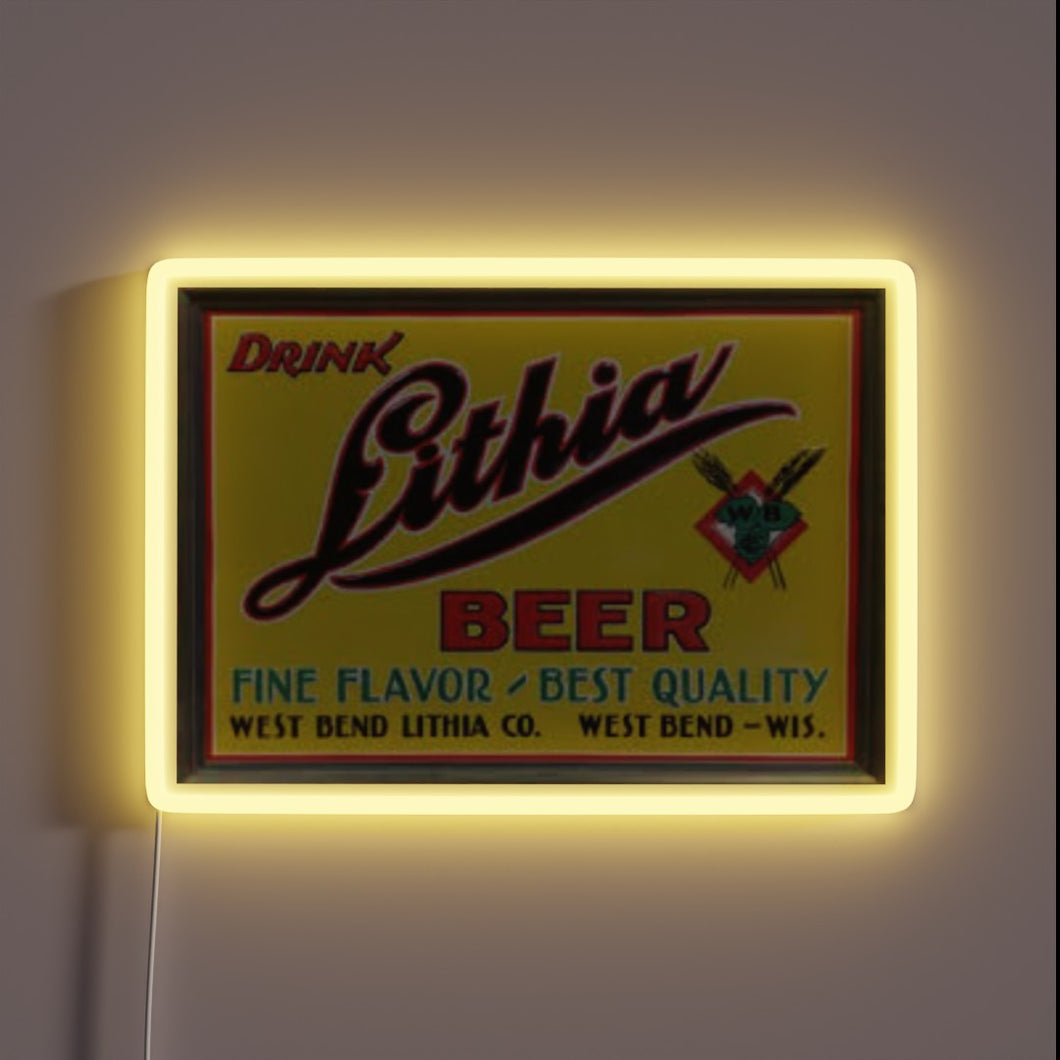 DRINK
Lithia
W B
BEER
FINE FLAVOR - BEST QUALITY
WEST BEND LITHIA CO. WEST BEND - WIS.